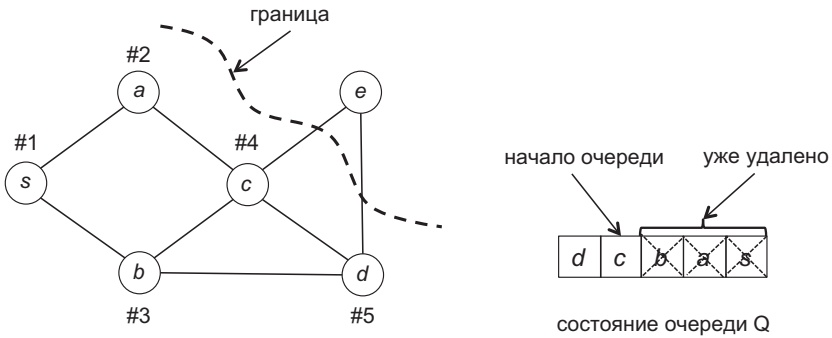 граница
#2
a
e
#1
#4
s
c
начало очереди
уже удалено
b
d
d c b a s
#3
#5
состояние очереди Q